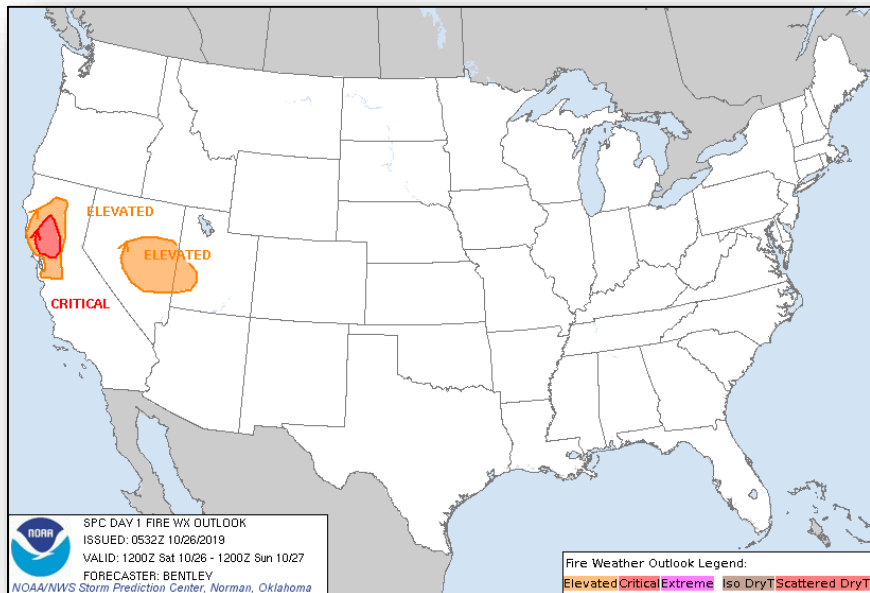 ELEVATED
ELEVATED
CRITICAL
NOAA
SPC DAY 1 FIRE WX OUTLOOK
ISSUED: 0532Z 10/26/2019
VALID: 1200Z Sat 10/26 - 1200Z Sun 10/27
FORECASTER: BENTLEY
NOAA/NWS Storm Prediction Center, Norman, Oklahoma
Fire Weather Outlook Legend:
Elevated Critical Extreme Iso DryT Scattered DryT